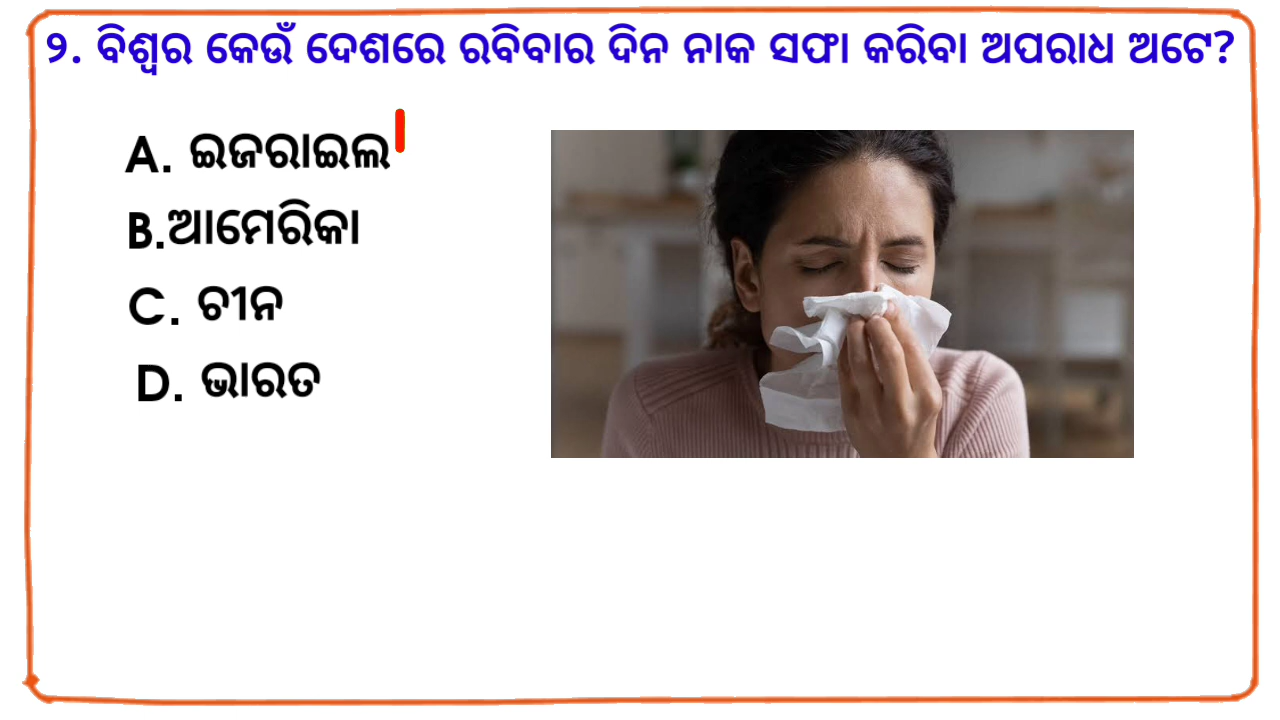 ୨. ବିଶ୍ୱର କେଉଁ ଦେଶରେ ରବିବାର ଦିନ ନାକ ସଫା କରିବା ଅପରାଧ ଅଟେ?
A. ଇଜରାଇଲ
B.ଆମେରିକା
C. ଚୀନ
D. ଭାରତ